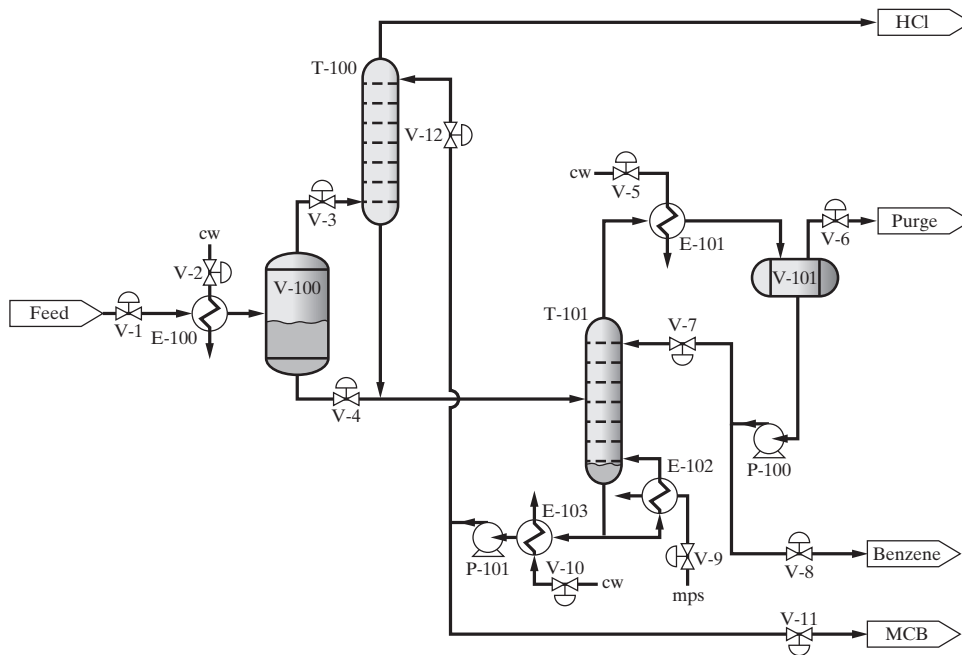 HCl
T-100
V-12
cw
V-5
V-3
E-101
V-6
Purge
cw
V-2
V-100
V-101
Feed
V-1
E-100
T-101
V-7
V-4
P-100
E-102
E-103
P-101
V-10
cw
V-9
mps
V-8
Benzene
V-11
MCB